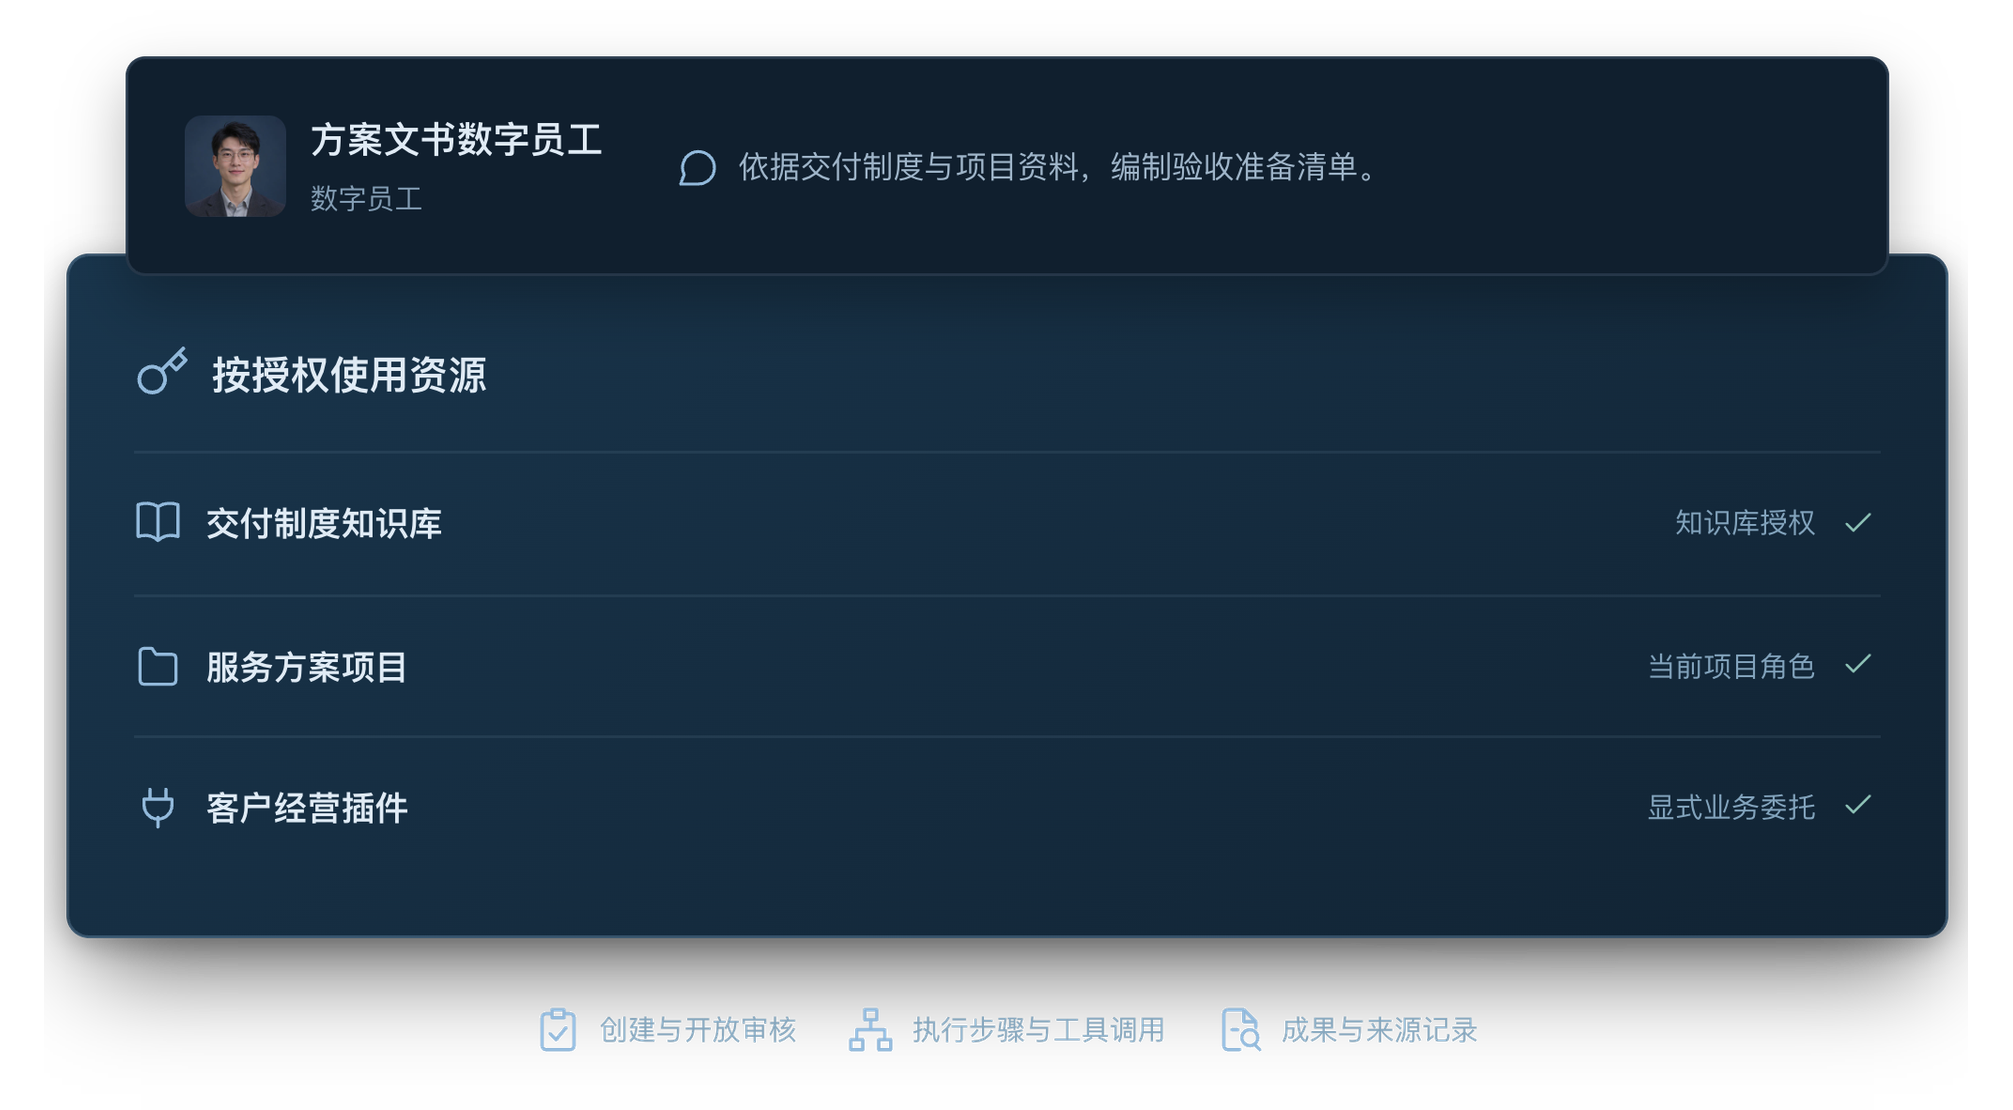 方案文书数字员工
数字员工
依据交付制度与项目资料，编制验收准备清单。
按授权使用资源
交付制度知识库
知识库授权
服务方案项目
当前项目角色
客户经营插件
显式业务委托
创建与开放审核
执行步骤与工具调用
成果与来源记录